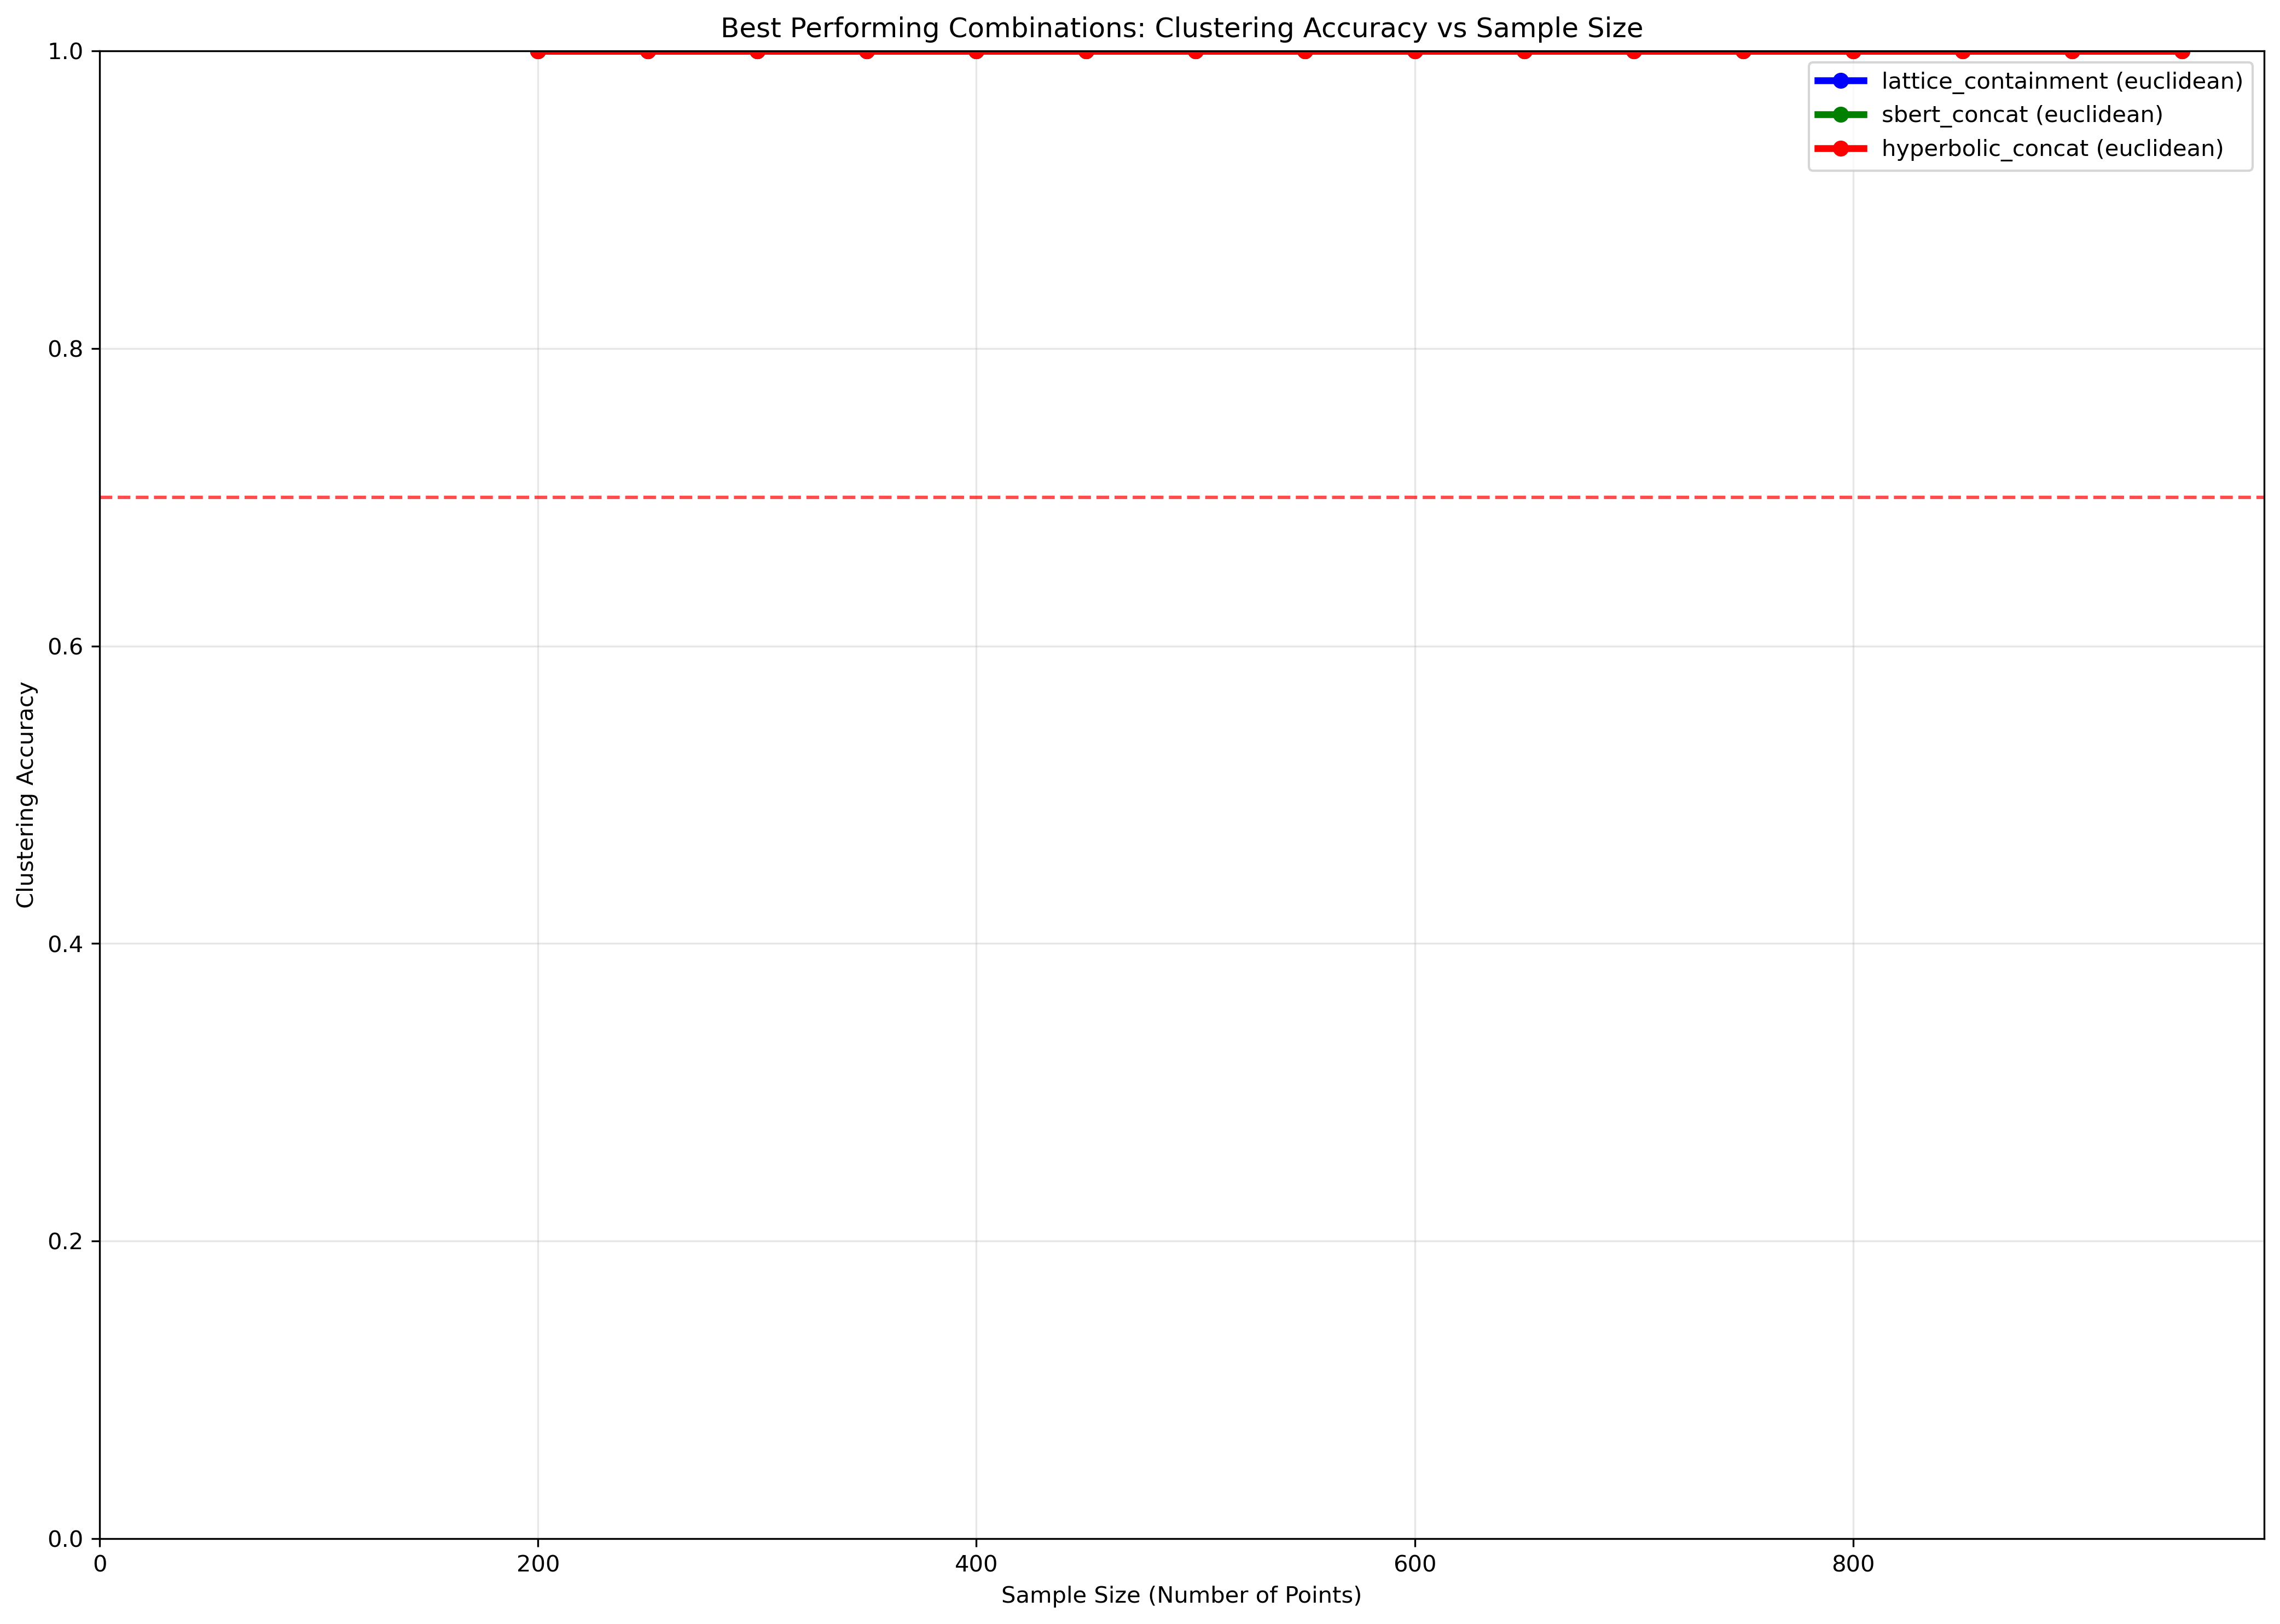 Best Performing Combinations: Clustering Accuracy vs Sample Size
1.0
0.8
0.6
0.4
0.2
0.0
Clustering Accuracy
lattice_containment (euclidean)
sbert_concat (euclidean)
hyperbolic_concat (euclidean)
0
200
400
600
800
Sample Size (Number of Points)